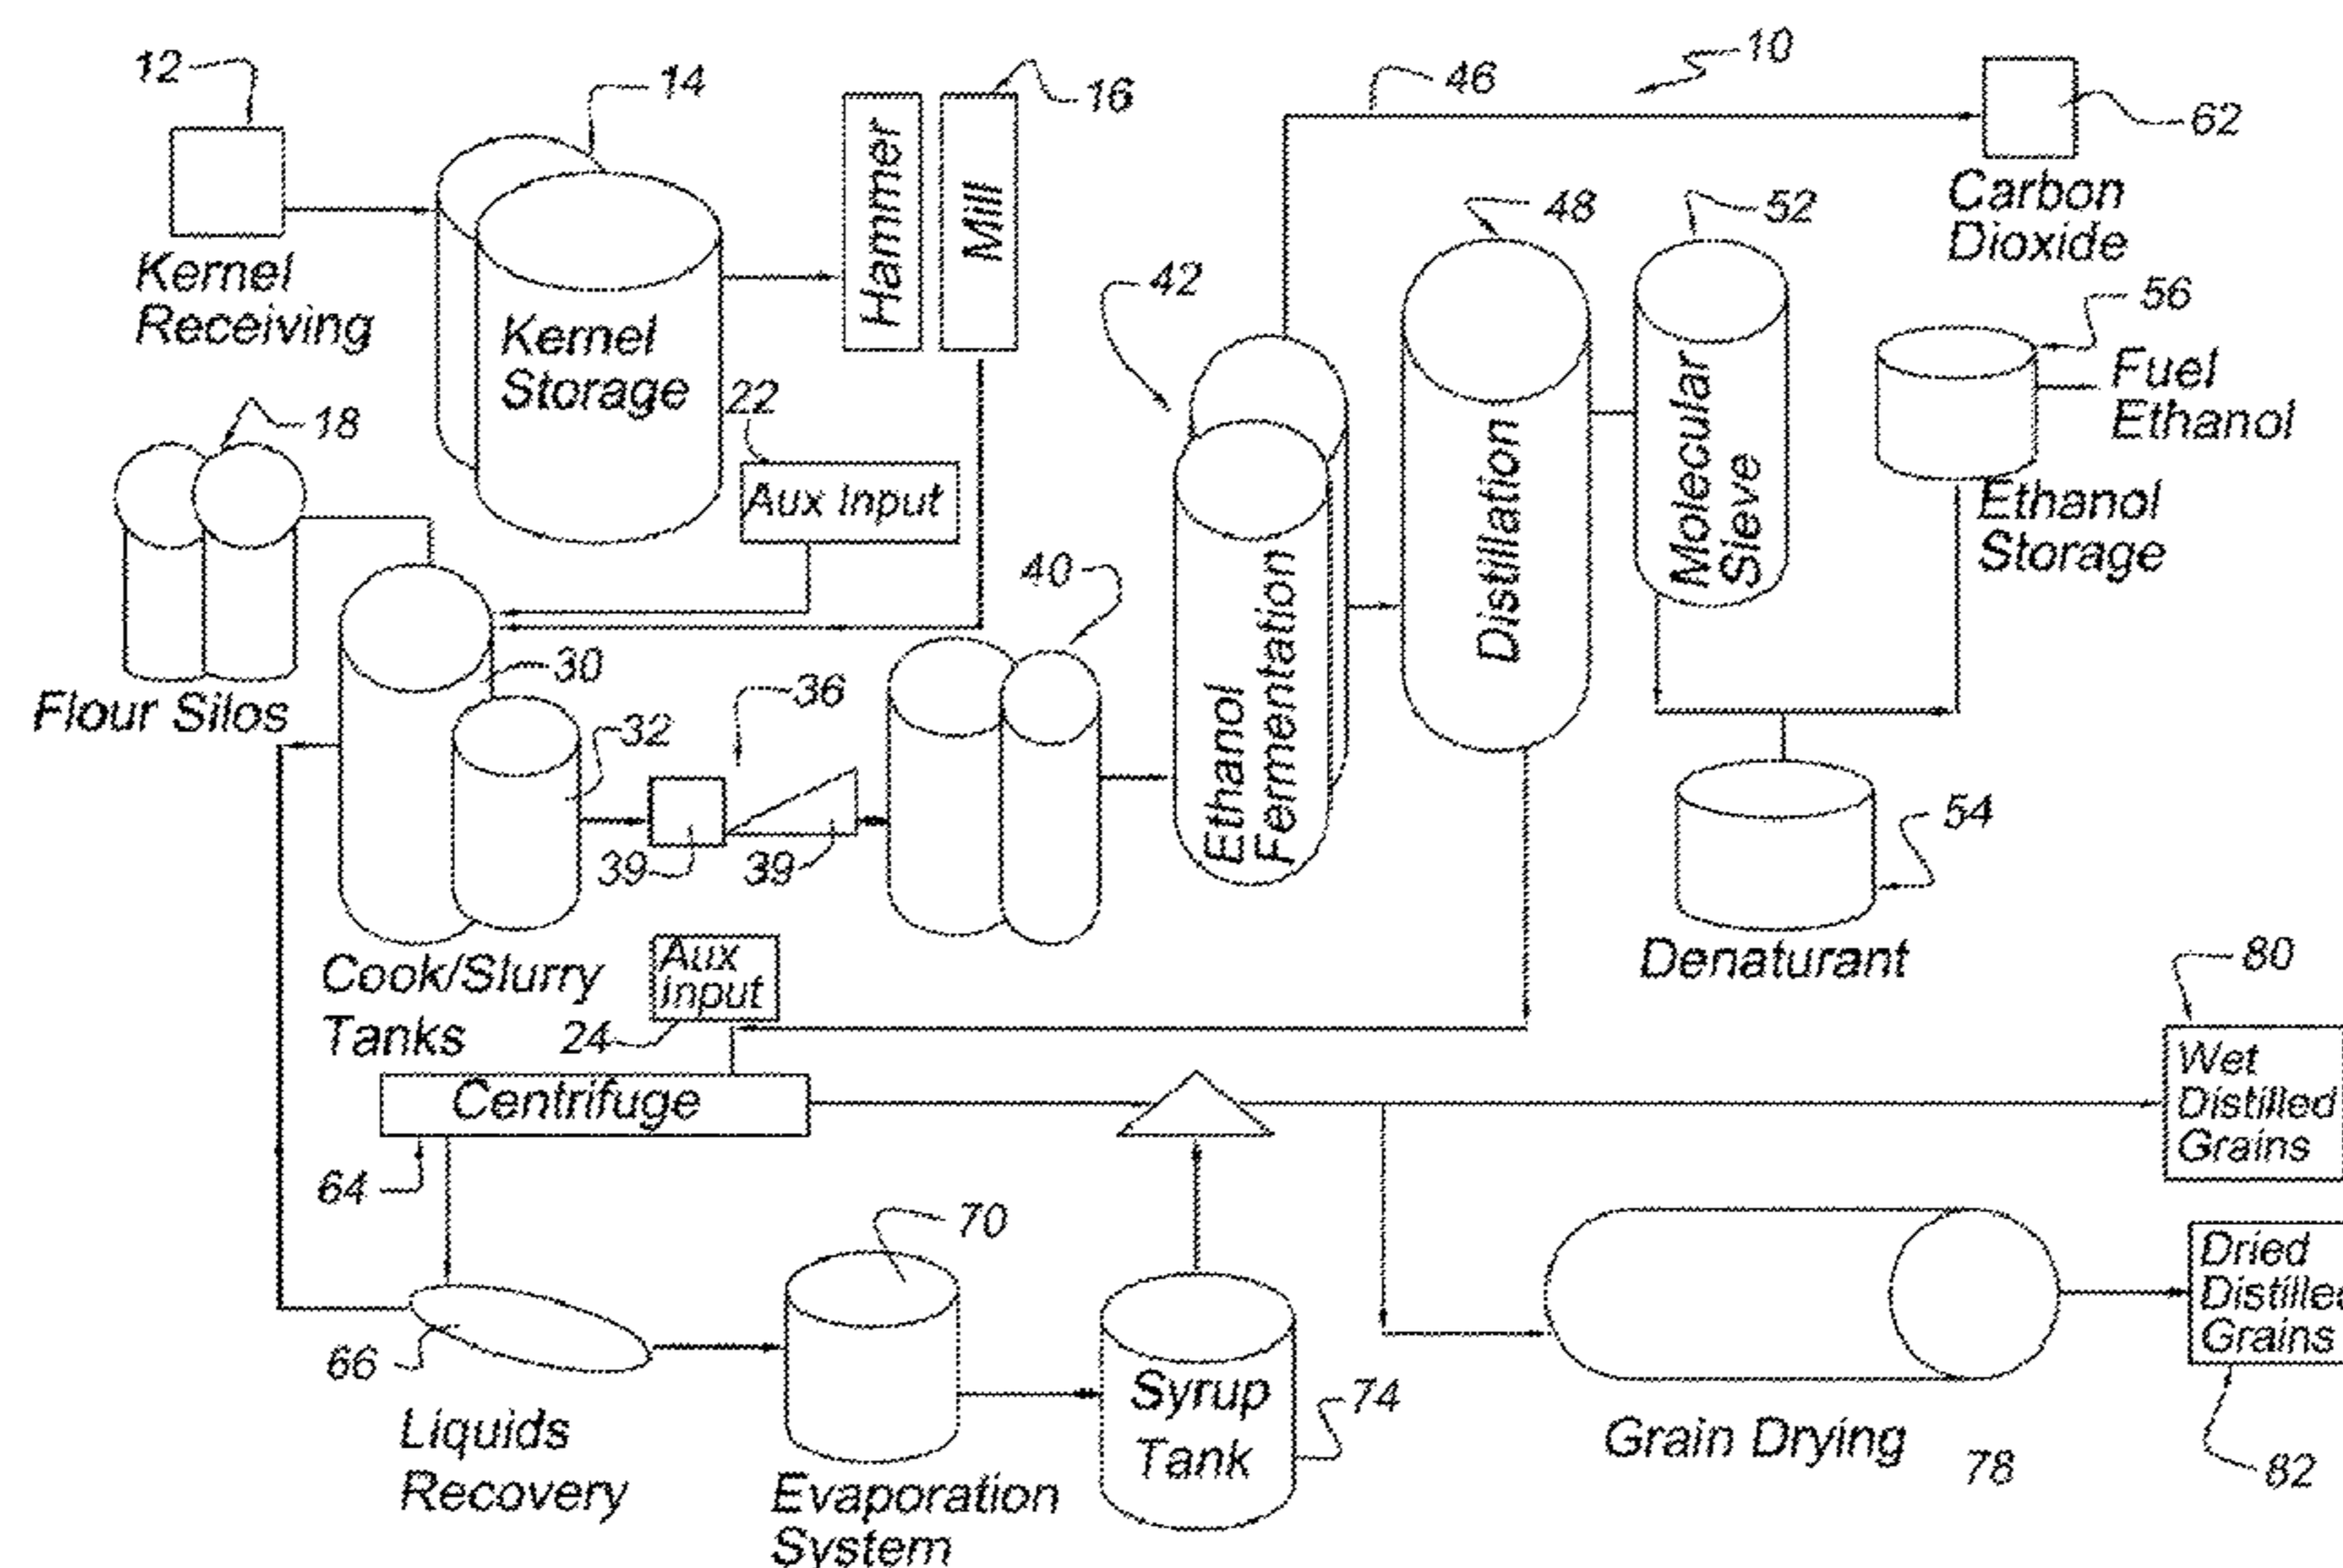 12
14
16
46
10
62
Kernel
Receiving
Kernel
Storage
Hammer
Mill
48
52
Carbon
Dioxide
42
56
Fuel
Ethanol
22
18
Aux Input
Ethanol
Storage
Molecular
Sieve
Distillation
Ethanol
Fermentation
40
30
Flour Silos
32
36
39
39
54
Denaturant
Cook/Slurry
Tanks
Aux
Input
24
80
Wet
Distilled
Grains
Centrifuge
64
70
66
Dried
Distilled
Grains
Syrup
Tank
74
Liquids
Recovery
Evaporation
System
Grain Drying
78
82